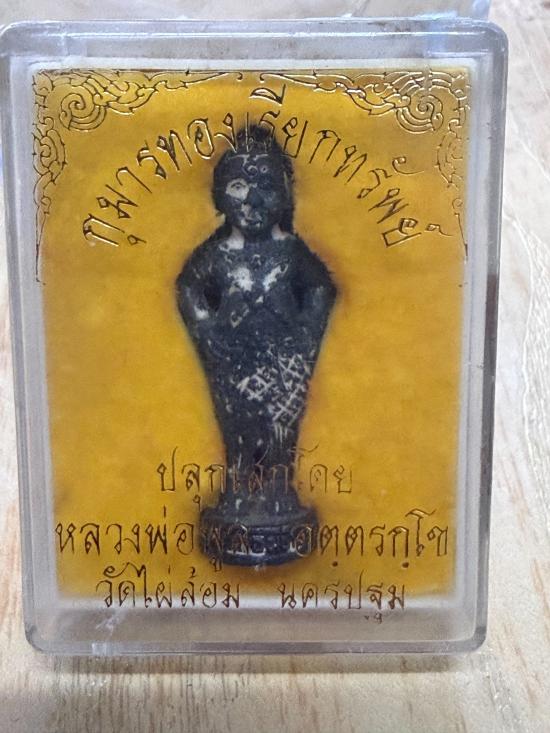 กุมารทองเรียกทรัพย์
ปลุกเสกโดย
หลวงพ่อพูล อตฺตรกฺโข
วัดไผ่ล้อม นครปฐม